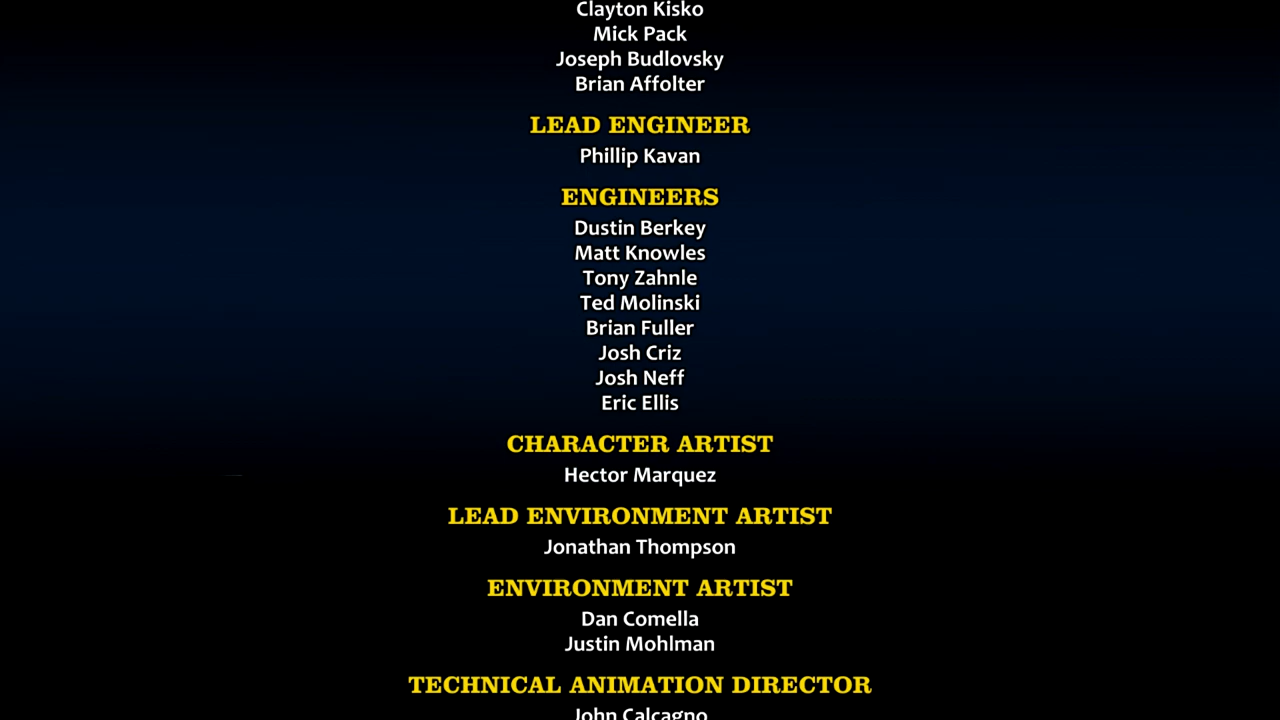 Clayton Kisko
Mick Pack
Joseph Budlovsky
Brian Affolter
LEAD ENGINEER
Phillip Kavan
ENGINEERS
Dustin Berkey
Matt Knowles
Tony Zahnle
Ted Molinski
Brian Fuller
Josh Criz
Josh Neff
Eric Ellis
CHARACTER ARTIST
Hector Marquez
LEAD ENVIRONMENT ARTIST
Jonathan Thompson
ENVIRONMENT ARTIST
Dan Comella
Justin Mohlman
TECHNICAL ANIMATION DIRECTOR
John Calcagno